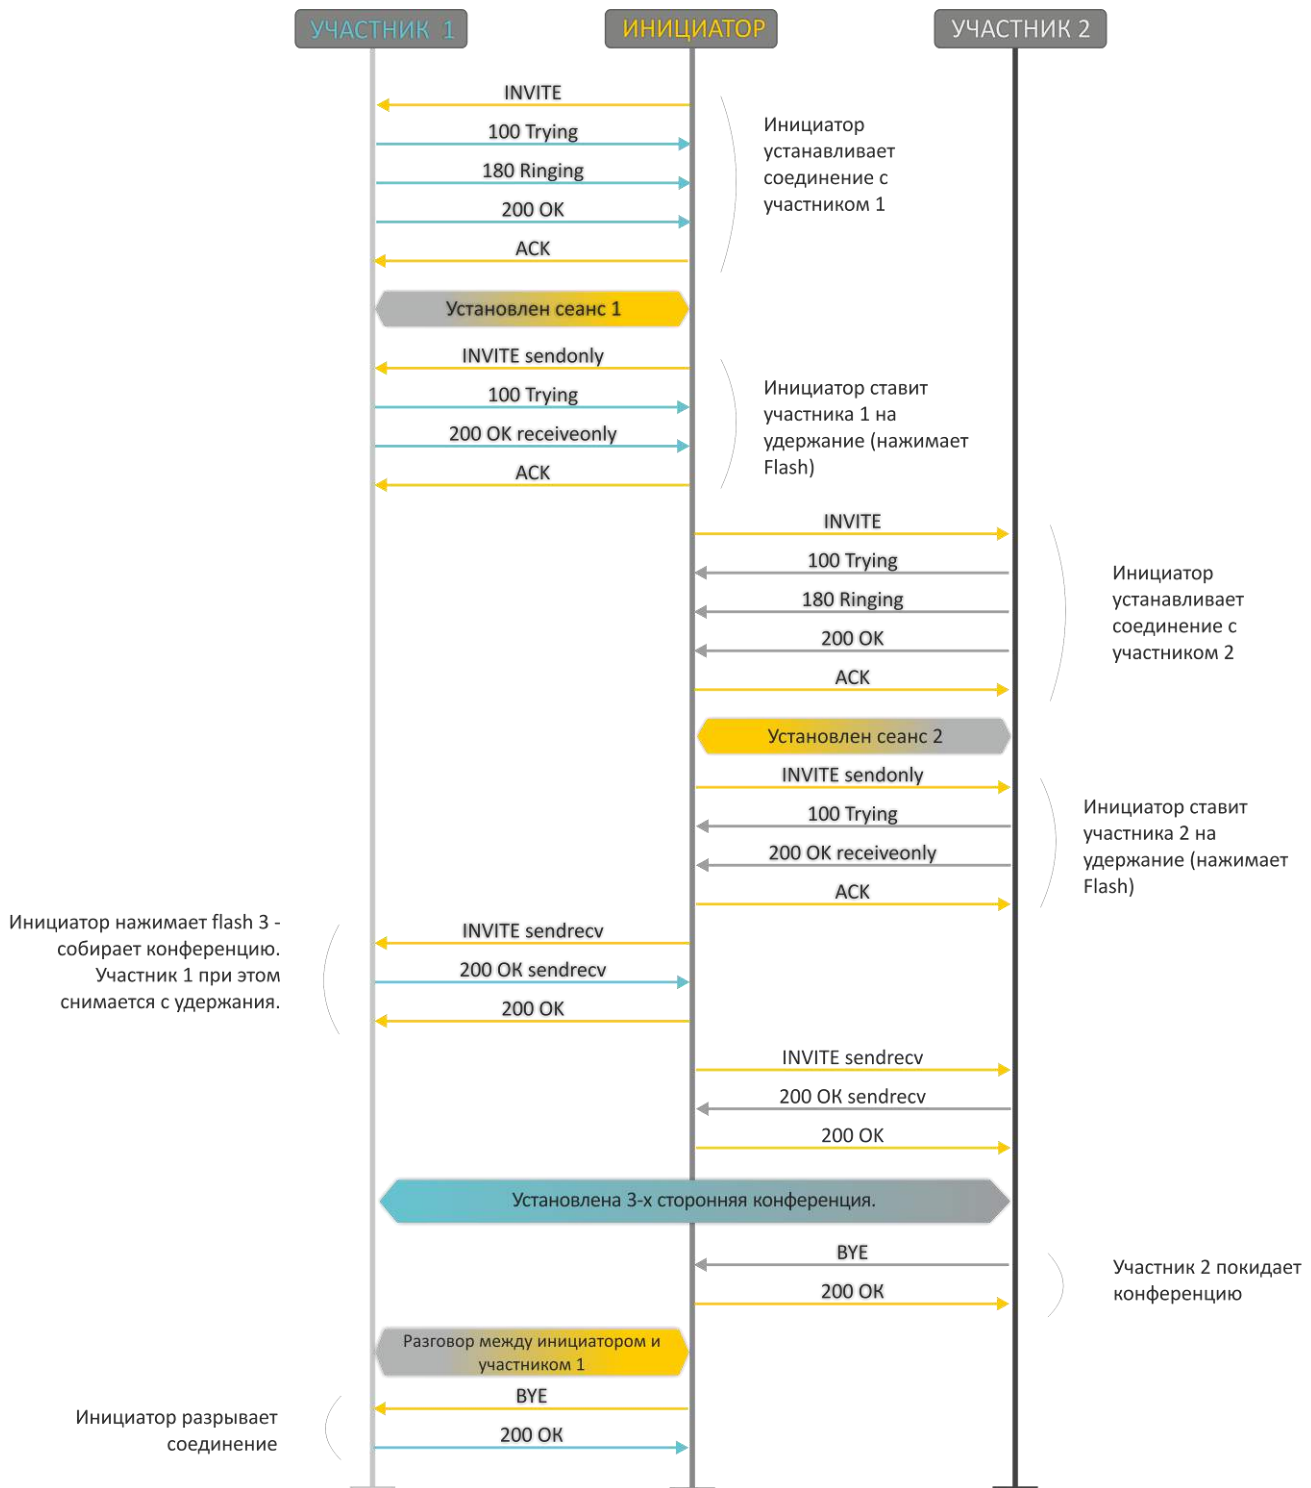 УЧАСТНИК 1
ИНИЦИАТОР
УЧАСТНИК 2
INVITE
100 Trying
180 Ringing
200 OK
ACK
Инициатор
устанавливает
соединение с
участником 1
Установлен сеанс 1
INVITE sendonly
100 Trying
200 OK receiveonly
ACK
Инициатор ставит
участника 1 на
удержание (нажимает
Flash)
INVITE
100 Trying
180 Ringing
200 OK
ACK
Инициатор
устанавливает
соединение с
участником 2
Установлен сеанс 2
INVITE sendonly
100 Trying
200 OK receiveonly
ACK
Инициатор ставит
участника 2 на
удержание (нажимает
Flash)
Инициатор нажимает flash 3 -
собирает конференцию.
Участник 1 при этом
снимается с удержания.
INVITE sendrecv
200 OK sendrecv
200 OK
INVITE sendrecv
200 OK sendrecv
200 OK
Установлена 3-х сторонняя конференция.
BYE
200 OK
Участник 2 покидает
конференцию
Разговор между инициатором и
участником 1
BYE
200 OK
Инициатор разрывает
соединение